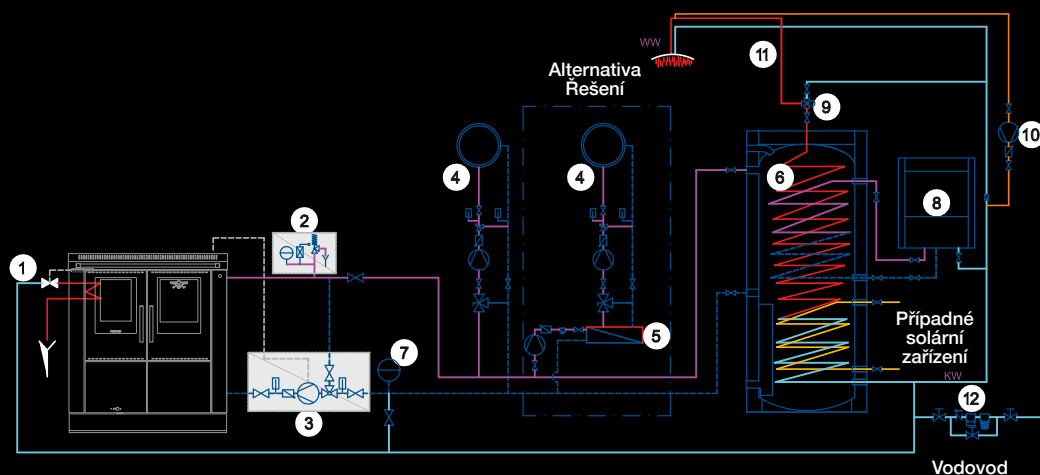 WW
11
Alternativa
Řešení
9
10
4
4
6
8
2
1
7
5
3
Případné
solární
zařízení
KW
12
Vodovod